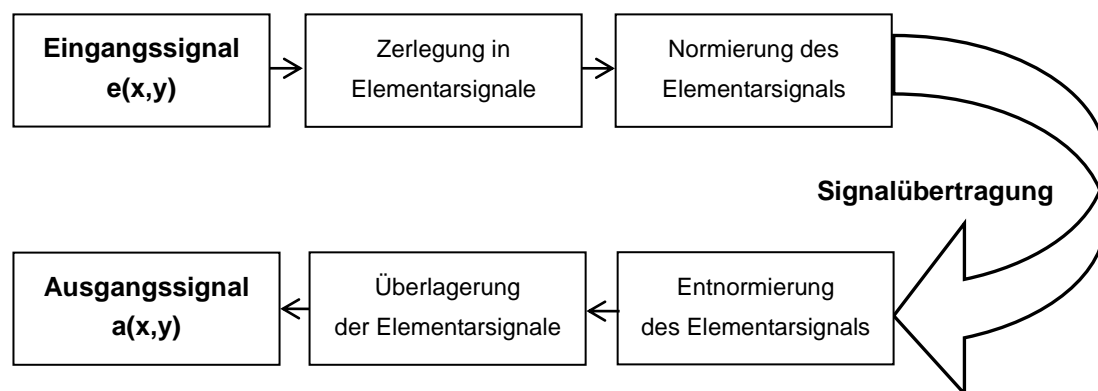 Eingangssignal
e(x,y)
Zerlegung in
Elementarsignale
Normierung des
Elementarsignals
Signalübertragung
Ausgangssignal
a(x,y)
Überlagerung
der Elementarsignale
Entnormierung
des Elementarsignals